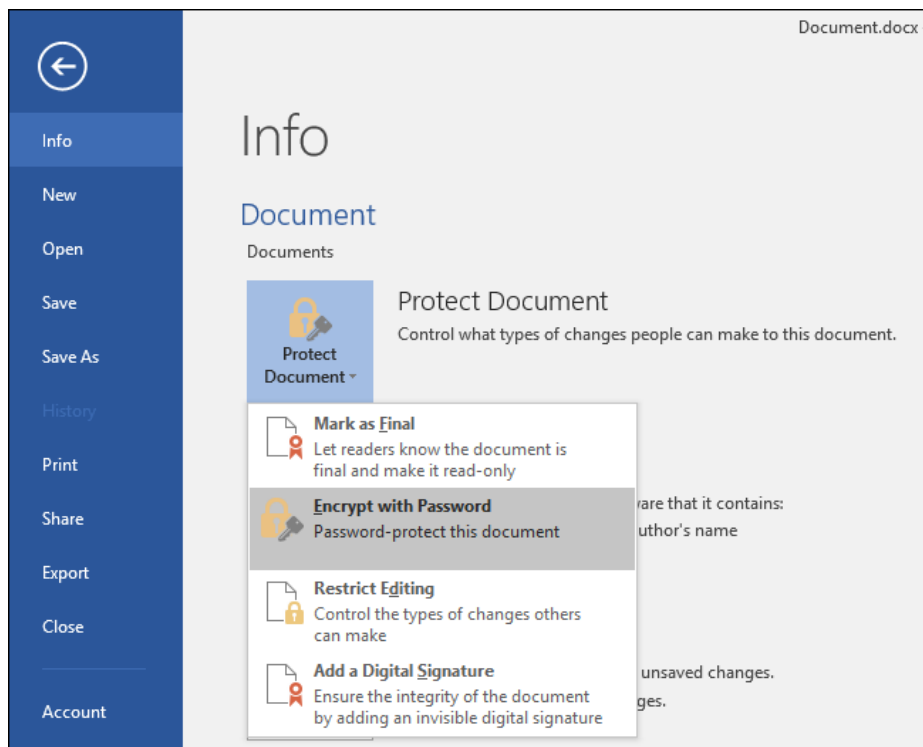 Document.docx
Info
New
Open
Save
Save As
History
Print
Share
Export
Close
Account
Info
Document
Documents
Protect
Document
Protect Document
Control what types of changes people can make to this document.
Mark as Final
Let readers know the document is
final and make it read-only
Encrypt with Password
Password-protect this document
Restrict Editing
Control the types of changes others
can make
Add a Digital Signature
Ensure the integrity of the document
by adding an invisible digital signature
that it contains:
name
unsaved changes.